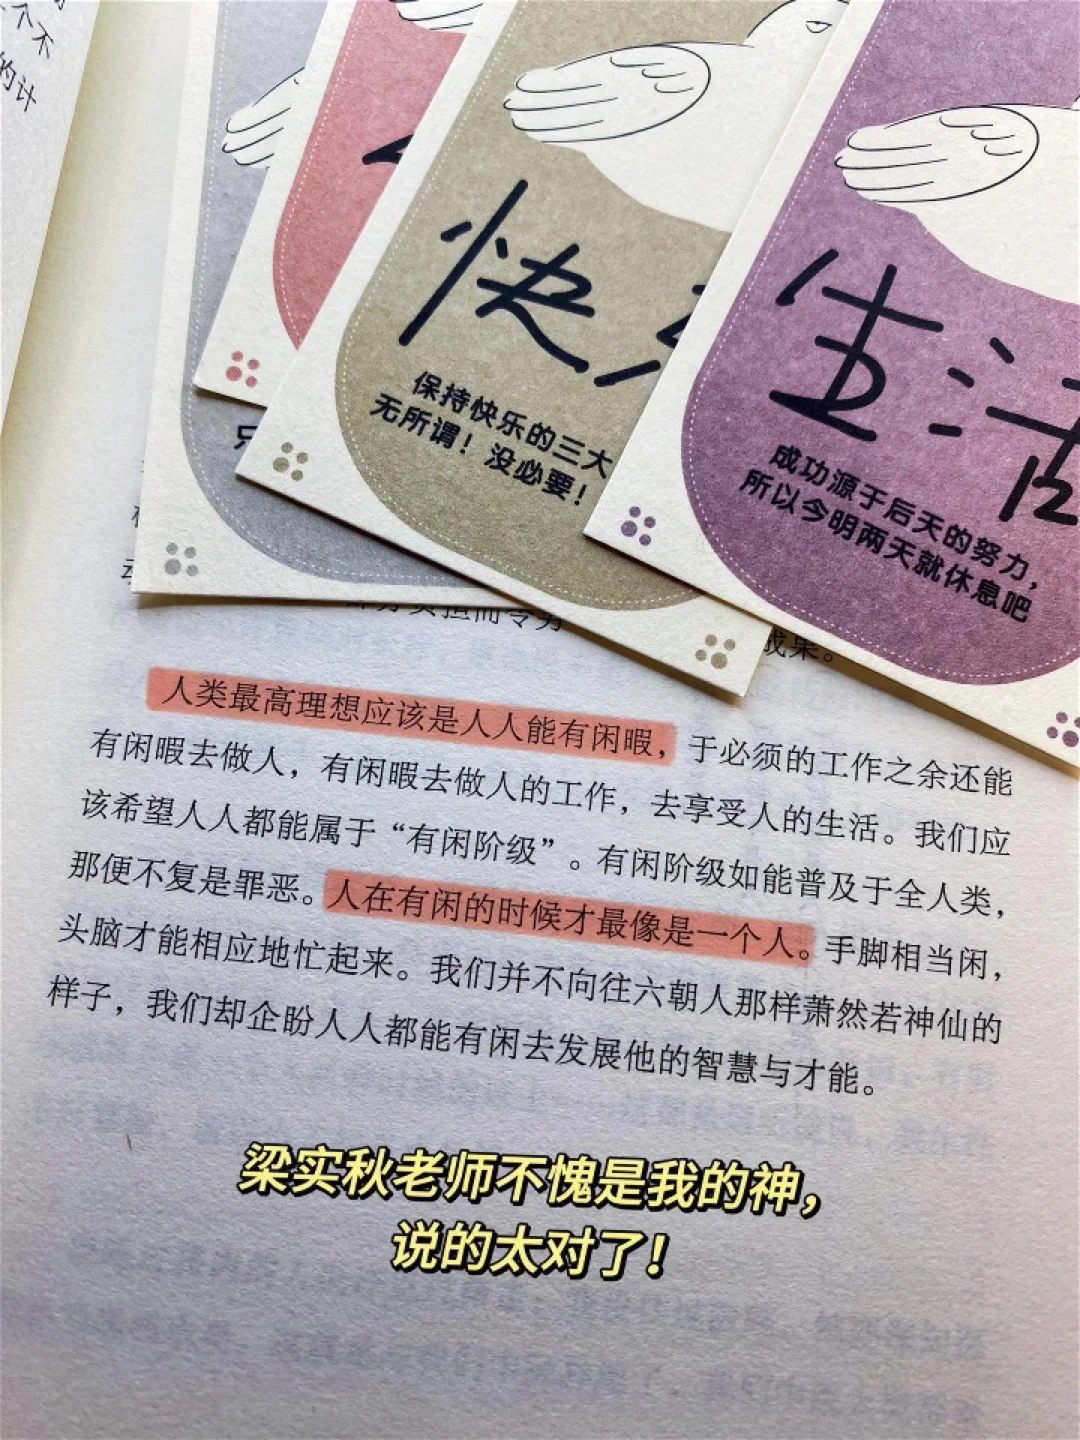 个不
的计
快
保持快乐的三大
无所谓！没必要！
生活
成功源于后天的努力，
所以今明两天就休息吧
担而令
成果。
人类最高理想应该是人人能有闲暇，于必须的工作之余还能
有闲暇去做人，有闲暇去做人的工作，去享受人的生活。我们应
该希望人人都能属于“有闲阶级”。有闲阶级如能普及于全人类，
那便不复是罪恶。人在有闲的时候才最像是一个人。手脚相当闲，
头脑才能相应地忙起来。我们并不向往六朝人那样萧然若神仙的
样子，我们却企盼人人都能有闲去发展他的智慧与才能。
梁实秋老师不愧是我的神，
说的太对了！